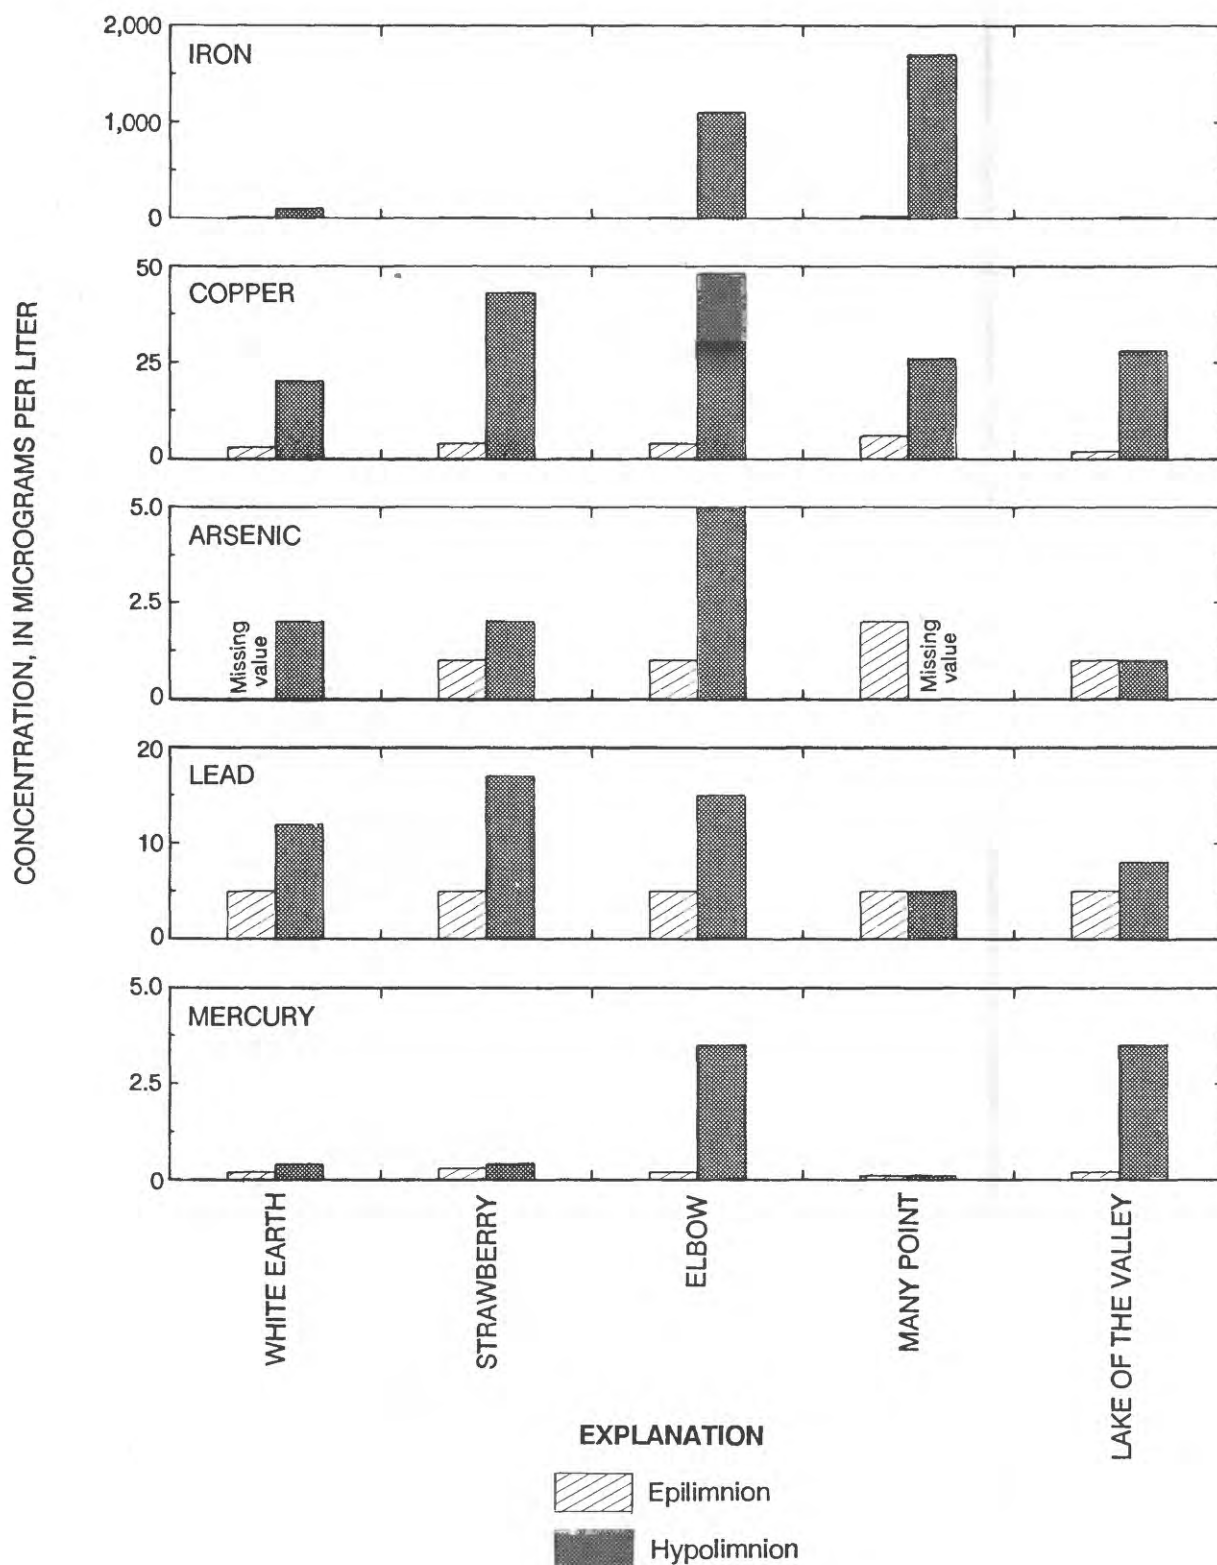 CONCENTRATION, IN MICROGRAMS PER LITER
2,000
IRON
1,000
0
50
COPPER
25
0
5.0
ARSENIC
2.5
Missing
value
Missing
value
0
20
LEAD
10
0
5.0
MERCURY
2.5
0
WHITE EARTH
STRAWBERRY
ELBOW
MANY POINT
LAKE OF THE VALLEY
EXPLANATION
Epilimnion
Hypolimnion